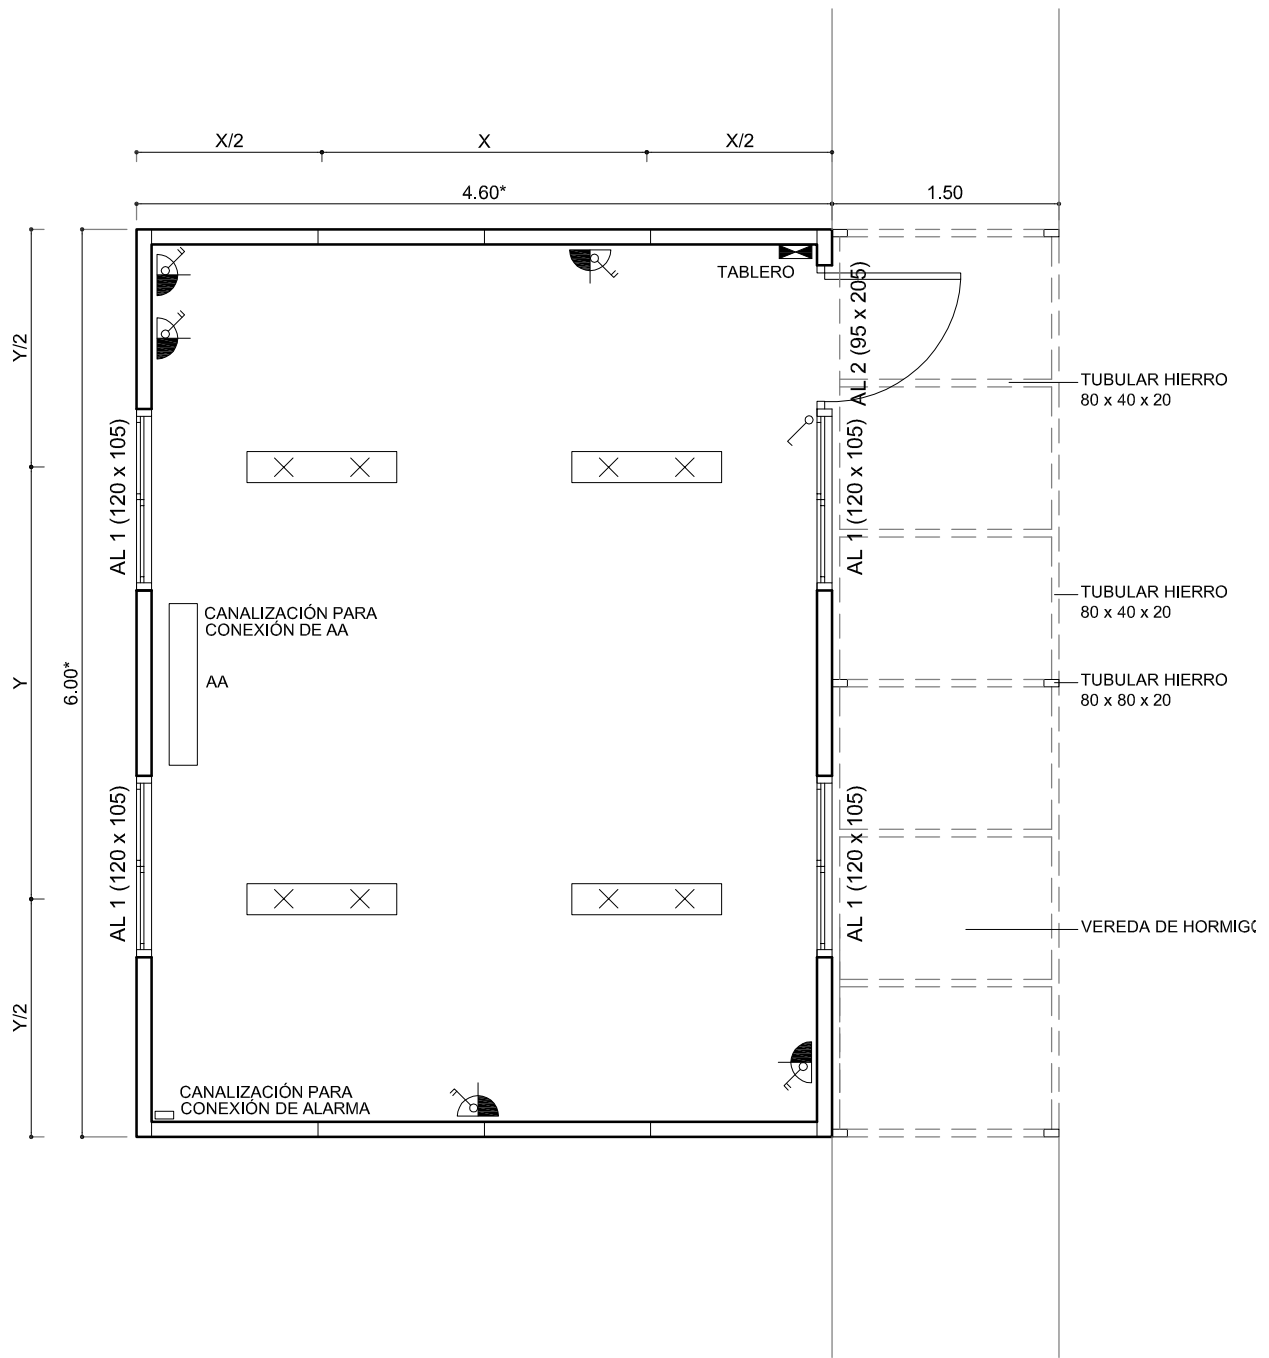 X/2
X
X/2
4.60*
1.50
TABLERO
AL 2 (95 x 205)
Y/2
TUBULAR HIERRO
80 x 40 x 20
AL 1 (120 x 105)
AL 1 (120 x 105)
CANALIZACIÓN PARA
CONEXIÓN DE AA
TUBULAR HIERRO
80 x 40 x 20
Y
6.00*
AA
TUBULAR HIERRO
80 x 80 x 20
AL 1 (120 x 105)
AL 1 (120 x 105)
VEREDA DE HORMIG
Y/2
CANALIZACIÓN PARA
CONEXIÓN DE ALARMA